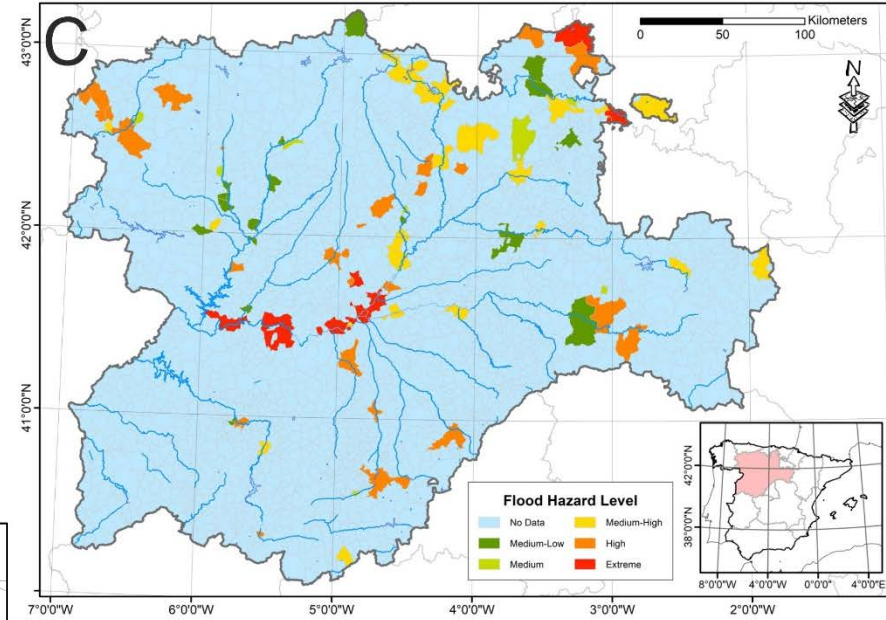 C
Kilometers
0 50 100
N
43°0'0"N
42°0'0"N
41°0'0"N
7°0'0"W 6°0'0"W 5°0'0"W 4°0'0"W 3°0'0"W 2°0'0"W
Flood Hazard Level
No Data
Medium-Low
Medium
Medium-High
High
Extreme
42°0'0"N
38°0'0"N
8°0'0"W 4°0'0"W 0°0'0" 4°0'0"E